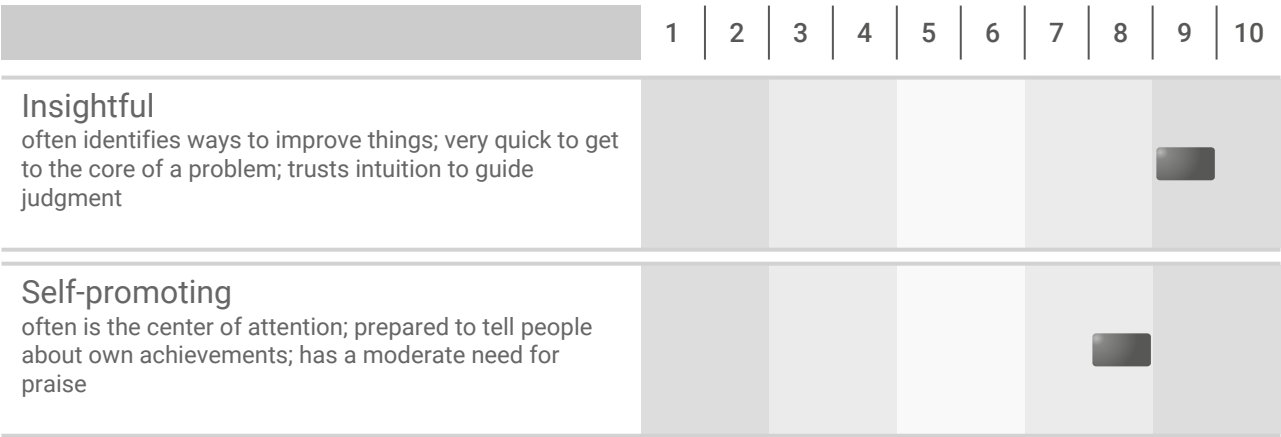 1 2 3 4 5 6 7 8 9 10
Insightful
often identifies ways to improve things; very quick to get
to the core of a problem; trusts intuition to guide
judgment
Self-promoting
often is the center of attention; prepared to tell people
about own achievements; has a moderate need for
praise